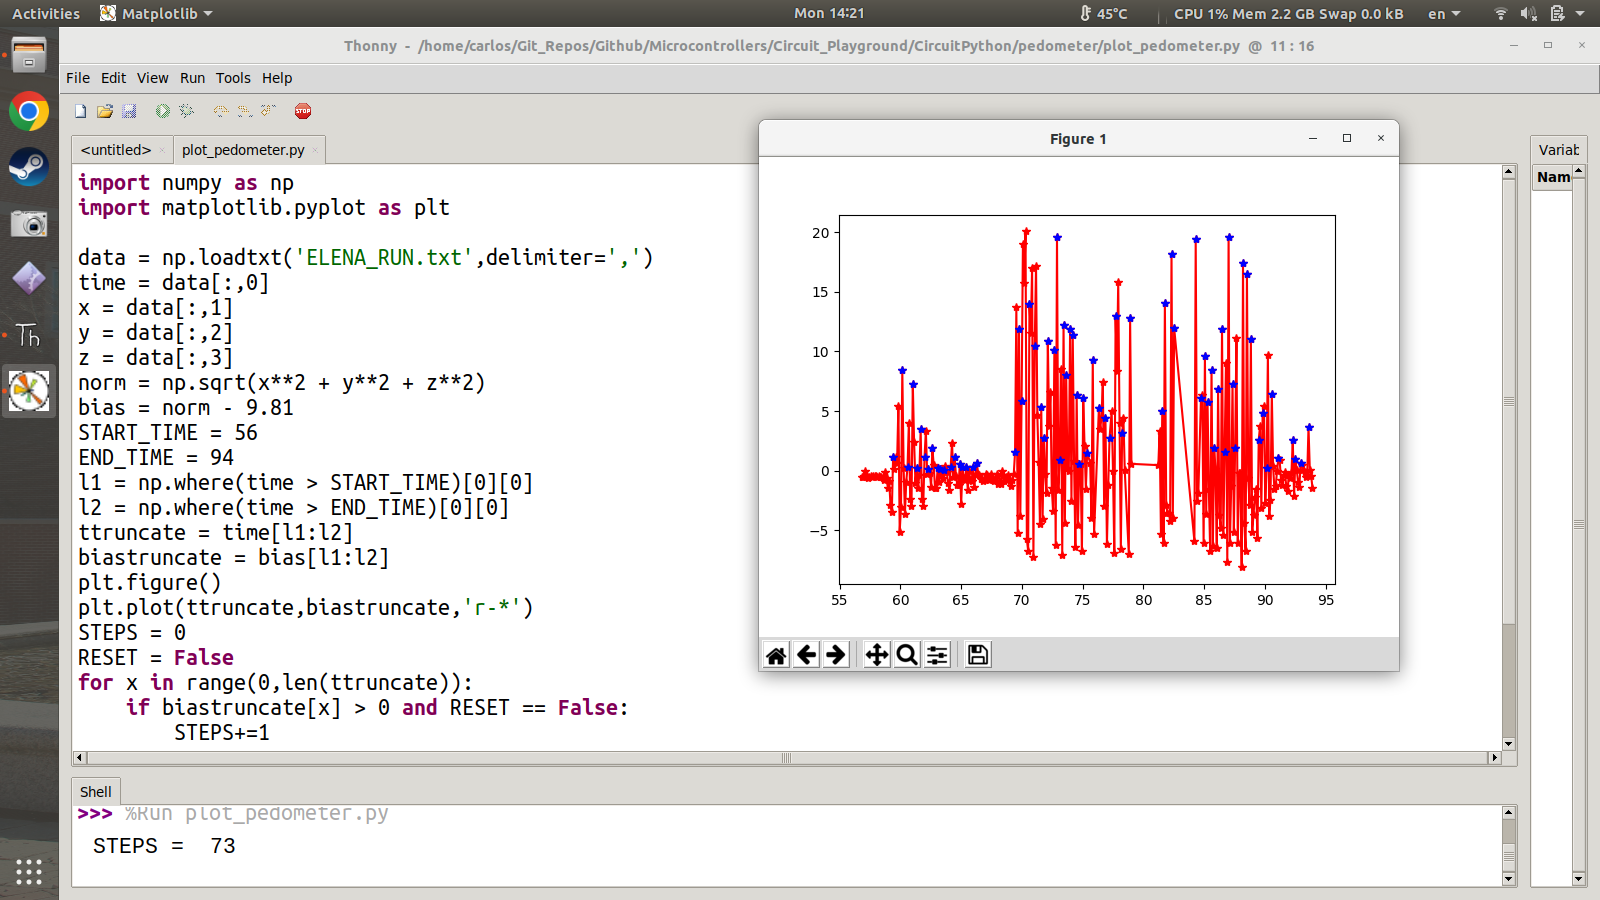 Activities Matplotlib Mon 14:21 45°C CPU 1% Mem 2.2 GB Swap 0.0 kB en
Thonny - /home/carlos/Git_Repos/Github/Microcontrollers/Circuit_Playground/CircuitPython/pedometer/plot_pedometer.py @ 11 : 16
File Edit View Run Tools Help
STOP
<untitled> plot_pedometer.py
import numpy as np
import matplotlib.pyplot as plt
data = np.loadtxt('ELENA_RUN.txt',delimiter=',')
time = data[:,0]
x = data[:,1]
y = data[:,2]
z = data[:,3]
norm = np.sqrt(x**2 + y**2 + z**2)
bias = norm - 9.81
START_TIME = 56
END_TIME = 94
l1 = np.where(time > START_TIME)[0][0]
l2 = np.where(time > END_TIME)[0][0]
ttruncate = time[l1:l2]
biastruncate = bias[l1:l2]
plt.figure()
plt.plot(ttruncate,biastruncate,'r-*')
STEPS = 0
RESET = False
for x in range(0,len(ttruncate)):
if biastruncate[x] > 0 and RESET == False:
STEPS+=1
Figure 1
20
15
10
5
0
−5
55 60 65 70 75 80 85 90 95
Variab
Nam
Th
Shell
>>> %Run plot_pedometer.py
STEPS = 73